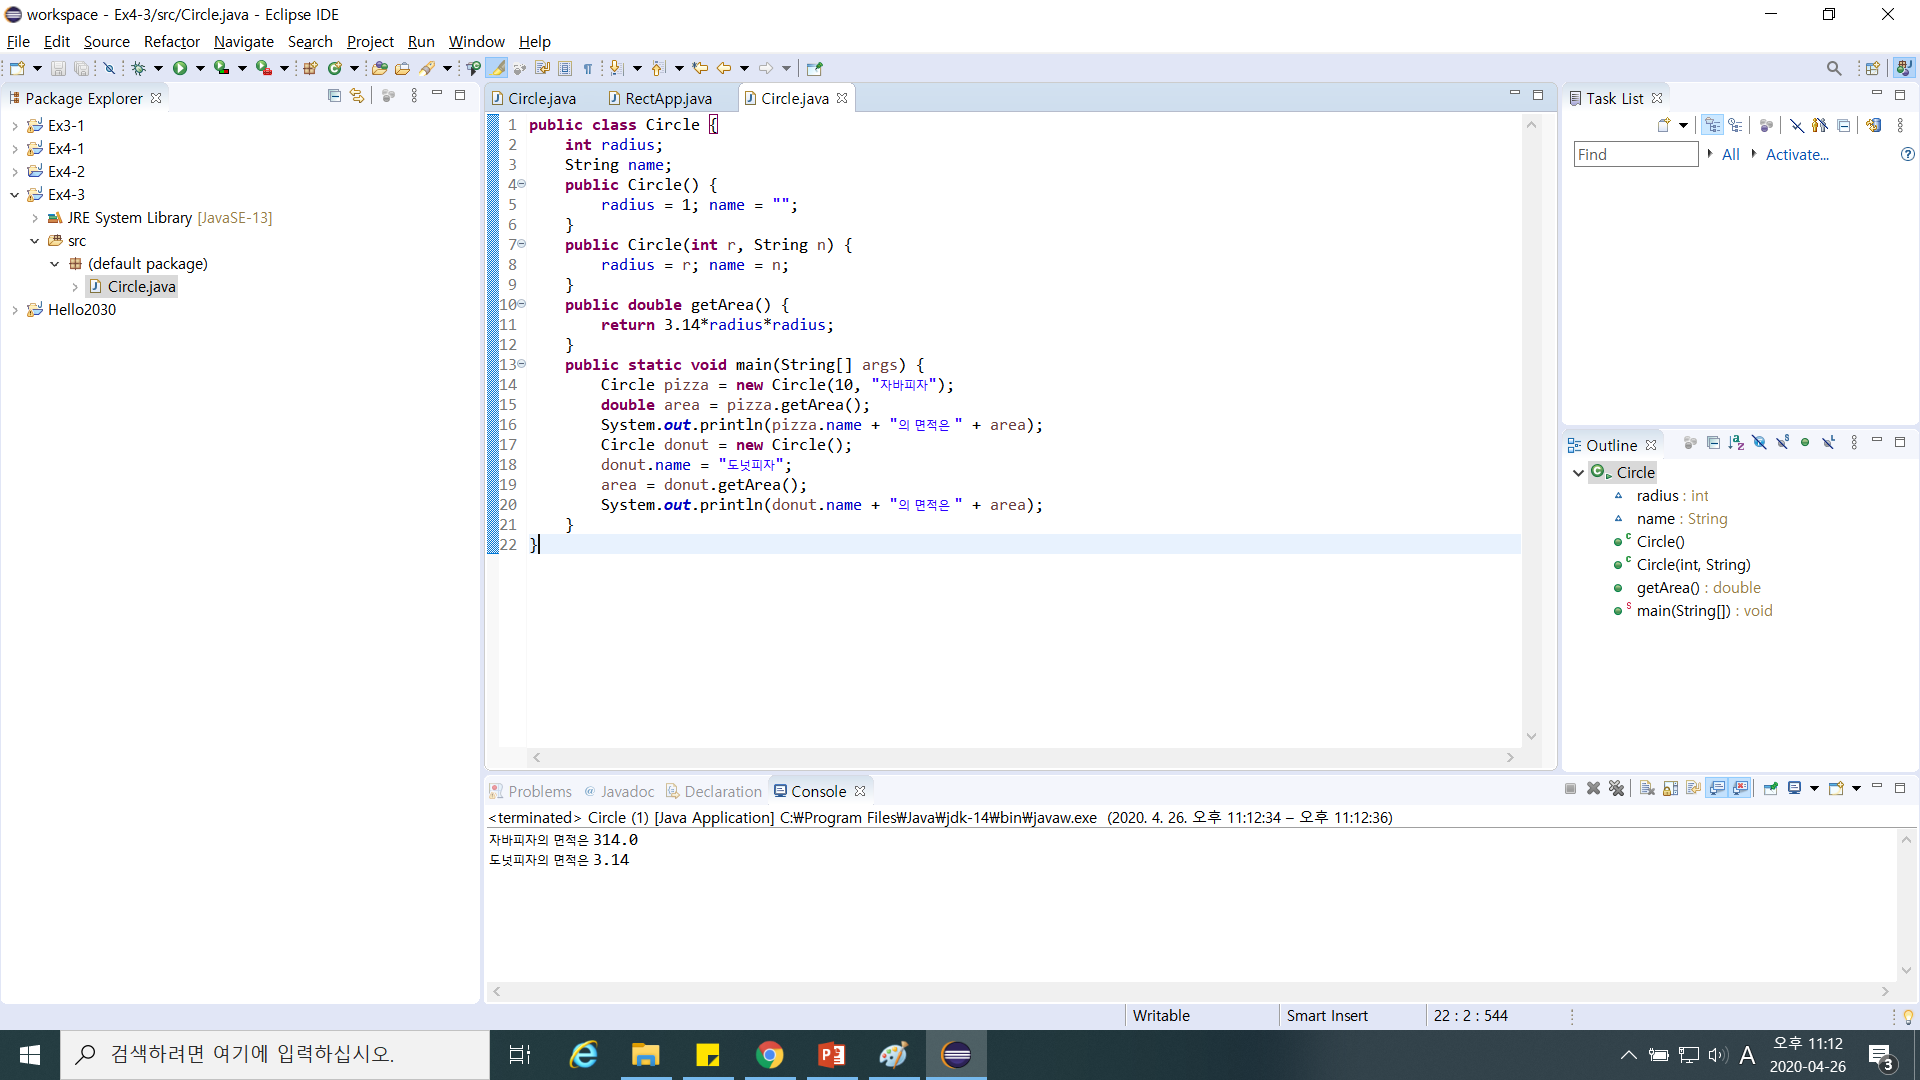 workspace - Ex4-3/src/Circle.java - Eclipse IDE
File Edit Source Refactor Navigate Search Project Run Window Help
Package Explorer
Ex3-1
Ex4-1
Ex4-2
Ex4-3
JRE System Library [JavaSE-13]
src
(default package)
Circle.java
Hello2030
Circle.java RectApp.java Circle.java
1 public class Circle {
2 int radius;
3 String name;
4 public Circle() {
5 radius = 1; name = "";
6 }
7 public Circle(int r, String n) {
8 radius = r; name = n;
9 }
10 public double getArea() {
11 return 3.14*radius*radius;
12 }
13 public static void main(String[] args) {
14 Circle pizza = new Circle(10, "자바피자");
15 double area = pizza.getArea();
16 System.out.println(pizza.name + "의 면적은 " + area);
17 Circle donut = new Circle();
18 donut.name = "도넛피자";
19 area = donut.getArea();
20 System.out.println(donut.name + "의 면적은 " + area);
21 }
22 }
Task List
Find All Activate...
Outline
Circle
radius : int
name : String
Circle()
Circle(int, String)
getArea() : double
main(String[]) : void
Problems @ Javadoc Declaration Console
<terminated> Circle (1) [Java Application] C:₩Program Files₩Java₩jdk-14₩bin₩javaw.exe (2020. 4. 26. 오후 11:12:34 – 오후 11:12:36)
자바피자의 면적은 314.0
도넛피자의 면적은 3.14
Writable Smart Insert 22 : 2 : 544
검색하려면 여기에 입력하십시오.
A
오후 11:12
2020-04-26
3